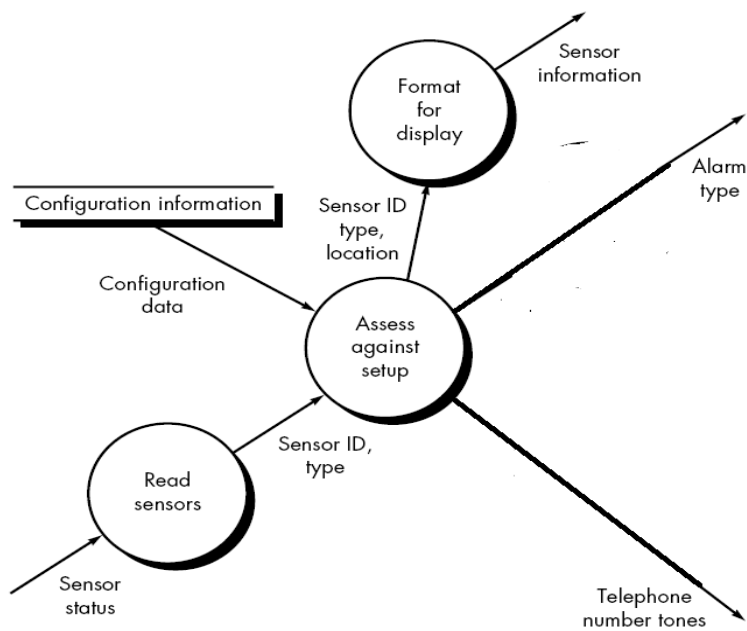 Format
for
display
Sensor
information
Alarm
type
Configuration information
Sensor ID
type,
location
Configuration
data
Assess
against
setup
Sensor ID,
type
Read
sensors
Sensor
status
Telephone
number tones